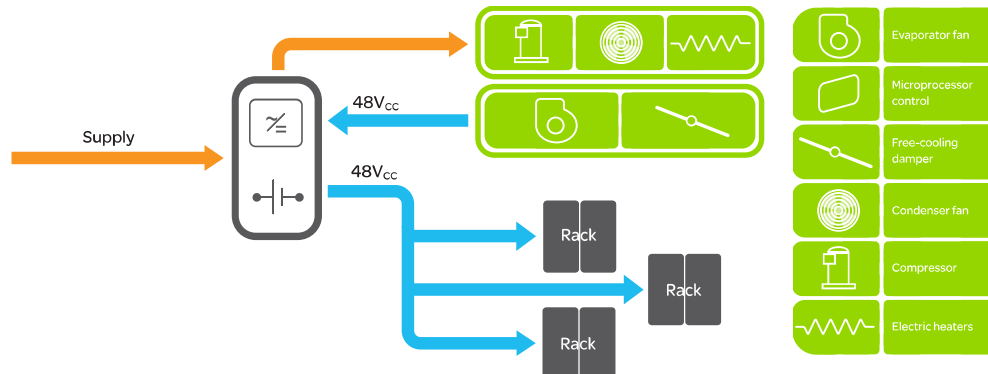 Supply
48Vcc
48Vcc
Rack
Rack
Rack
Evaporator fan
Microprocessor
control
Free-cooling
damper
Condenser fan
Compressor
Electric heaters